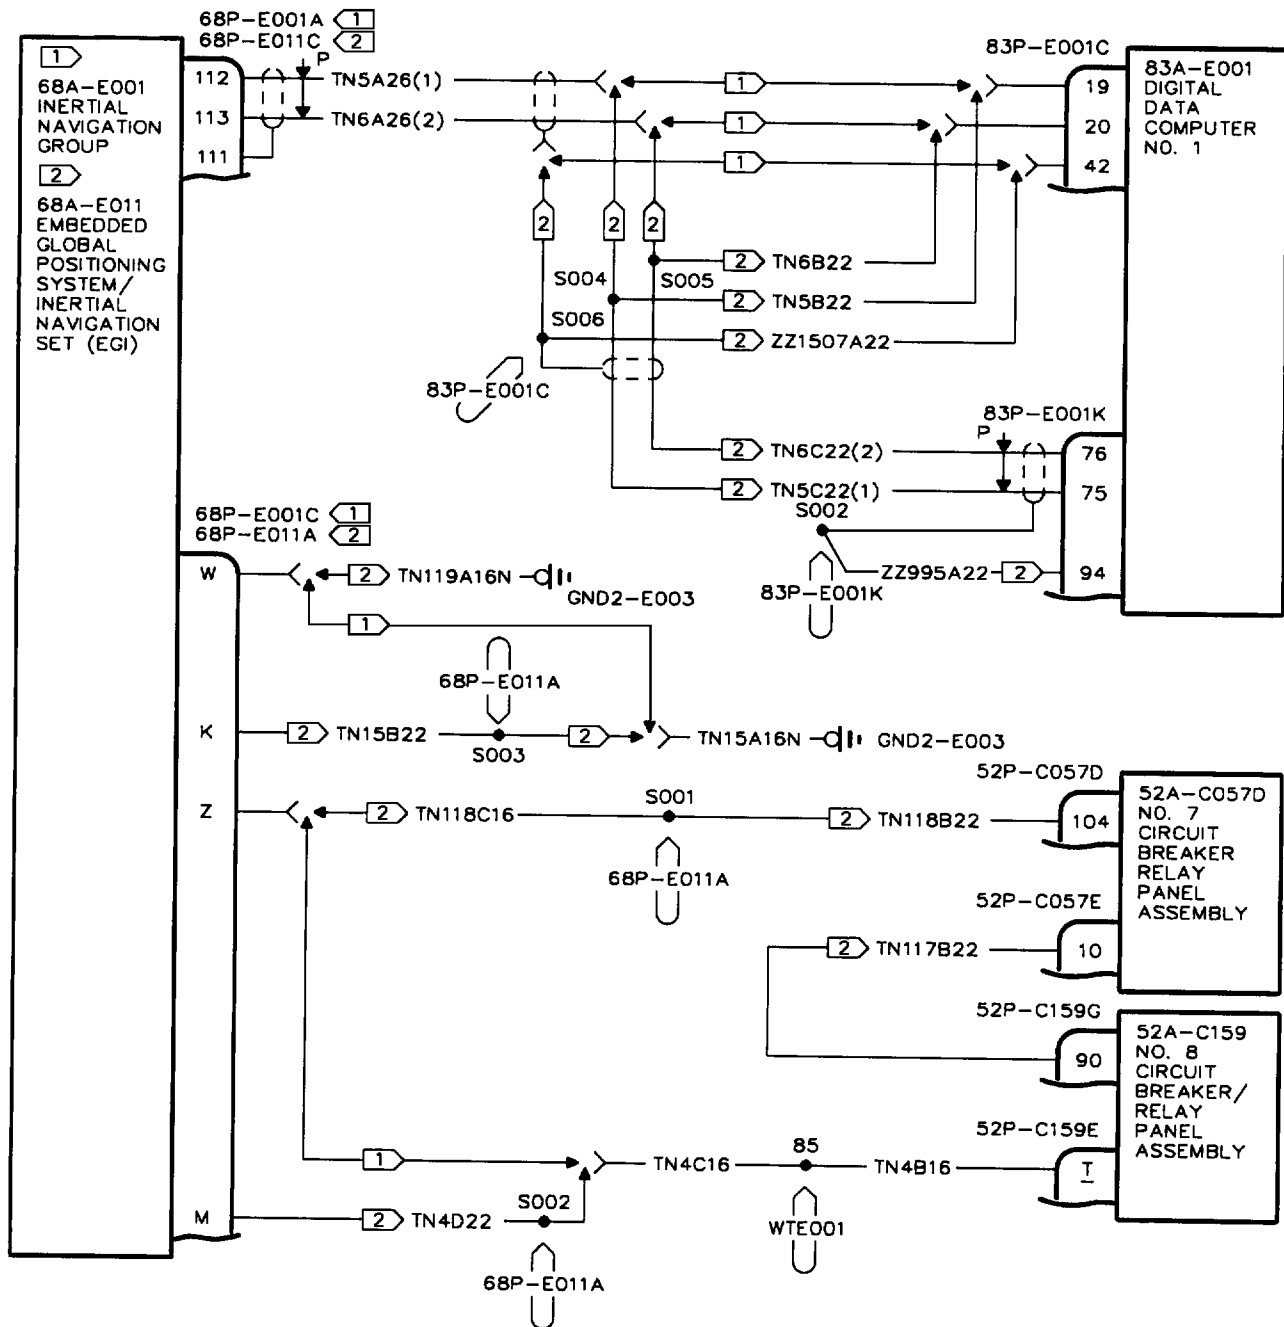 68P-E001A 1
68P-E011C 2
1
68A-E001
INERTIAL
NAVIGATION
GROUP
2
68A-E011
EMBEDDED
GLOBAL
POSITIONING
SYSTEM/
INERTIAL
NAVIGATION
SET (EGI)
112
113
111
P
TN5A26(1)
TN6A26(2)
1
1
1
83P-E001C
19
20
42
83A-E001
DIGITAL
DATA
COMPUTER
NO. 1
2
2
2
S004
S005
S006
2 TN6B22
2 TN5B22
2 ZZ1507A22
83P-E001C
83P-E001K
P
2 TN6C22(2)
76
2 TN5C22(1)
75
S002
ZZ995A22 2
94
83P-E001K
68P-E001C 1
68P-E011A 2
W
2 TN119A16N
GND2-E003
1
68P-E011A
K
2 TN15B22
S003
2
TN15A16N
GND2-E003
Z
2 TN118C16
S001
2 TN118B22
68P-E011A
52P-C057D
104
52A-C057D
NO. 7
CIRCUIT
BREAKER
RELAY
PANEL
ASSEMBLY
52P-C057E
2 TN117B22
10
52P-C159G
90
52A-C159
NO. 8
CIRCUIT
BREAKER/
RELAY
PANEL
ASSEMBLY
52P-C159E
T
1
TN4C16
85
TN4B16
WTE001
M
2 TN4D22
S002
68P-E011A